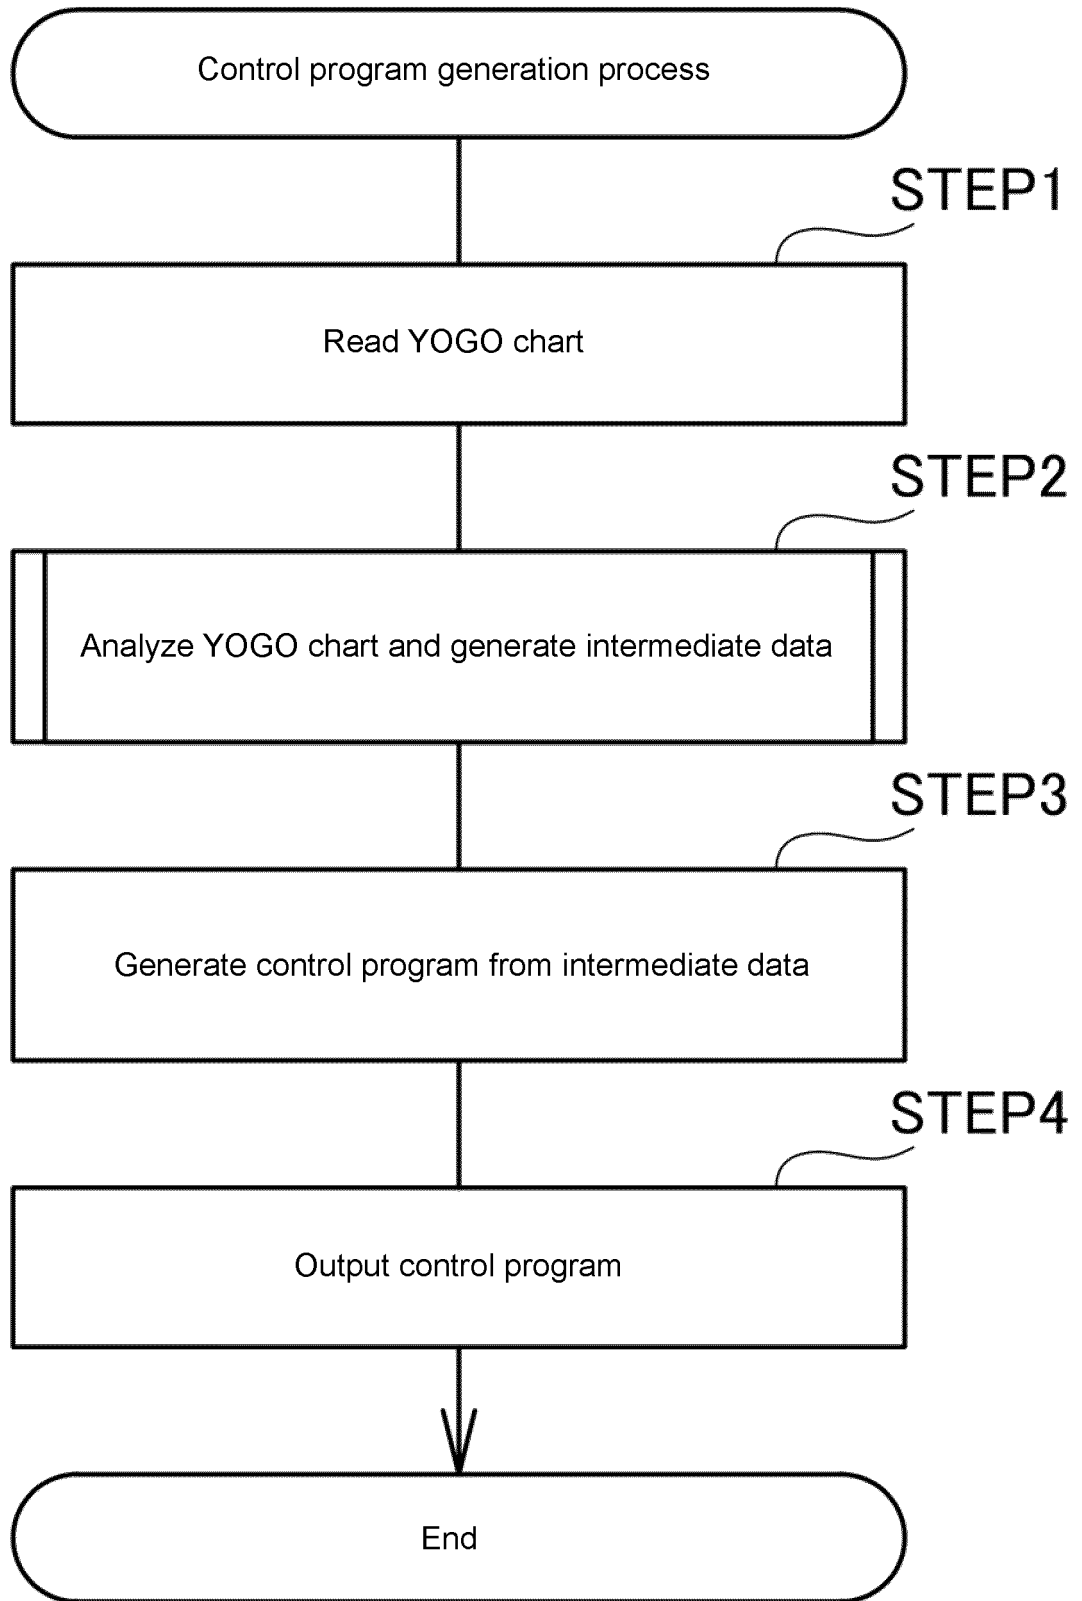 Control program generation process
STEP1
Read YOGO chart
STEP2
Analyze YOGO chart and generate intermediate data
STEP3
Generate control program from intermediate data
STEP4
Output control program
End